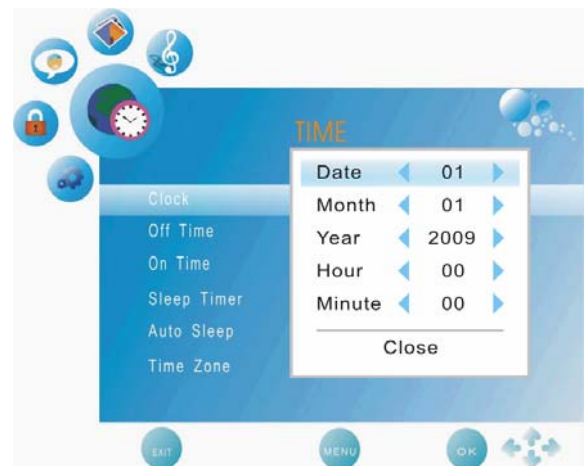 TIME
Clock
Off Time
On Time
Sleep Timer
Auto Sleep
Time Zone
Date 01
Month 01
Year 2009
Hour 00
Minute 00
Close
EXIT
MENU
OK